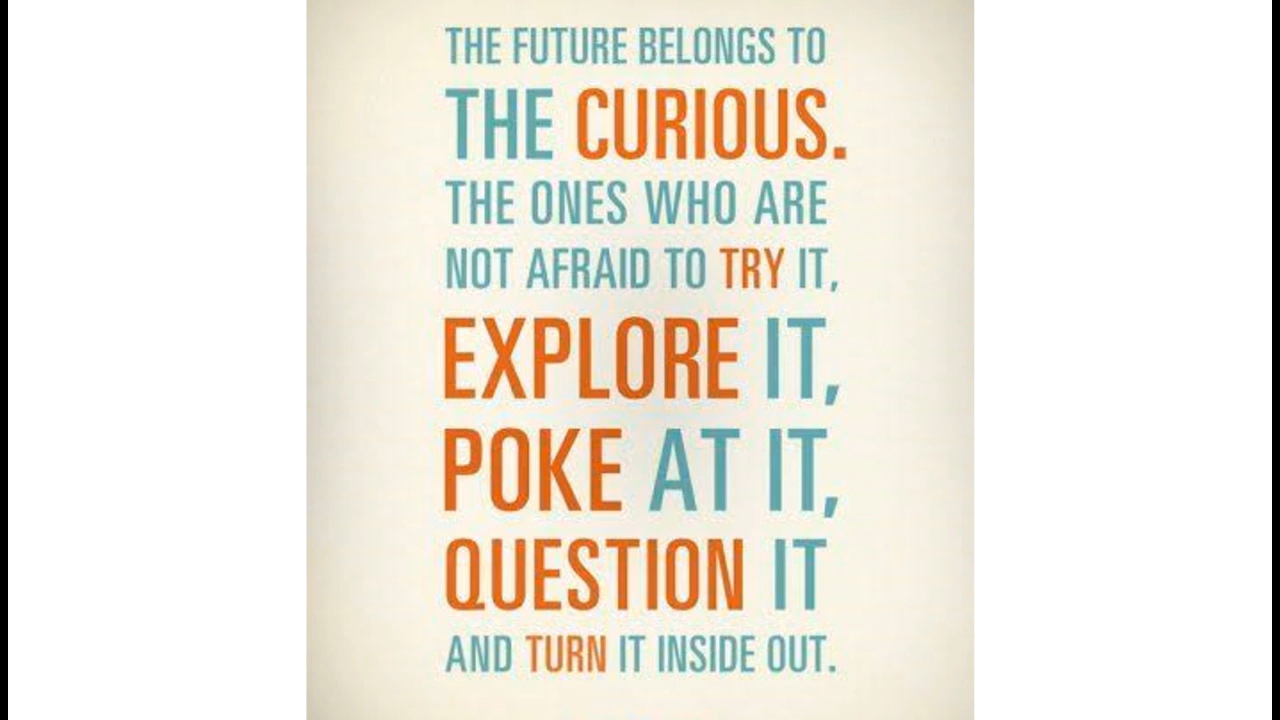 THE FUTURE BELONGS TO
THE CURIOUS.
THE ONES WHO ARE
NOT AFRAID TO TRY IT,
EXPLORE IT,
POKE AT IT,
QUESTION IT
AND TURN IT INSIDE OUT.